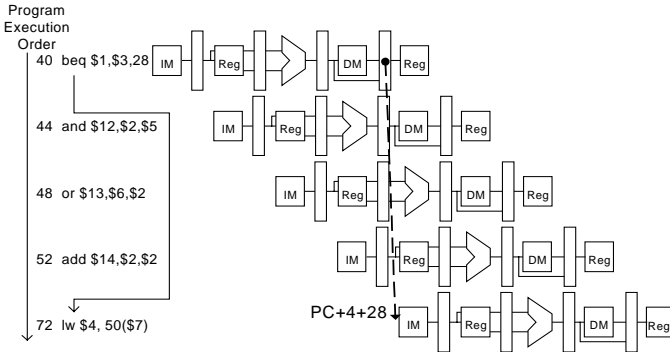 Program
Execution
Order
40 beq $1,$3,28 IM Reg DM Reg
44 and $12,$2,$5 IM Reg DM Reg
48 or $13,$6,$2 IM Reg DM Reg
52 add $14,$2,$2 IM Reg DM Reg
PC+4+28
72 lw $4, 50($7) IM Reg DM Reg